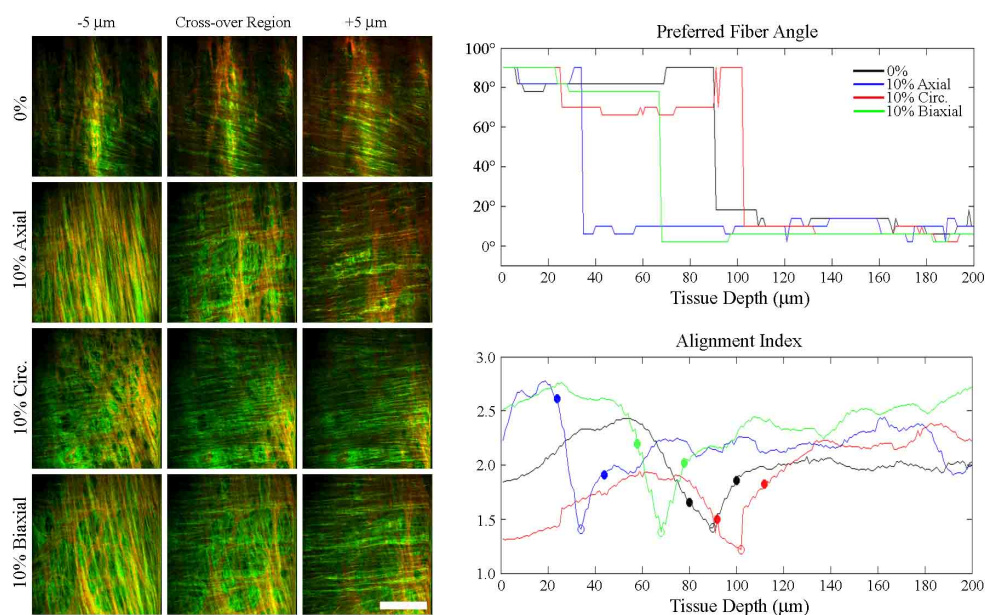 -5 μm
Cross-over Region
+5 μm
0%
10% Axial
10% Circ.
10% Biaxial
Preferred Fiber Angle
100°
80°
60°
40°
20°
0°
0%
10% Axial
10% Circ.
10% Biaxial
0 20 40 60 80 100 120 140 160 180 200
Tissue Depth (μm)
Alignment Index
3.0
2.5
2.0
1.5
1.0
0 20 40 60 80 100 120 140 160 180 200
Tissue Depth (μm)